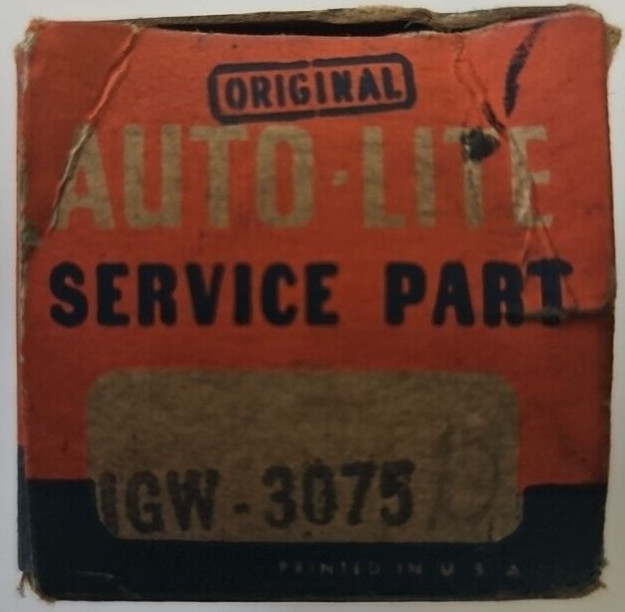 ORIGINAL
AUTO-LITE
SERVICE PART
IGW-3075
PRINTED IN U S A